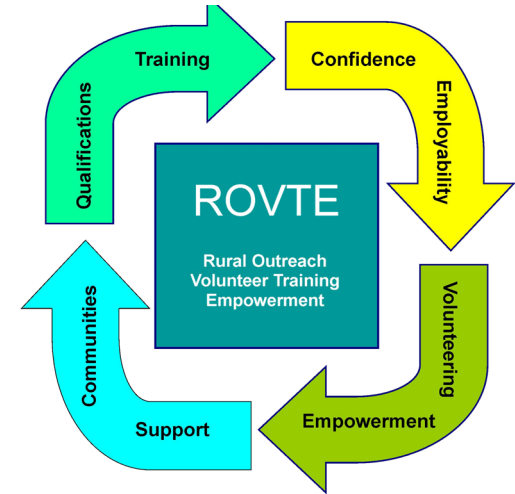 Training
Qualifications
Confidence
Employability
ROVTE
Rural Outreach
Volunteer Training
Empowerment
Volunteering
Empowerment
Communities
Support